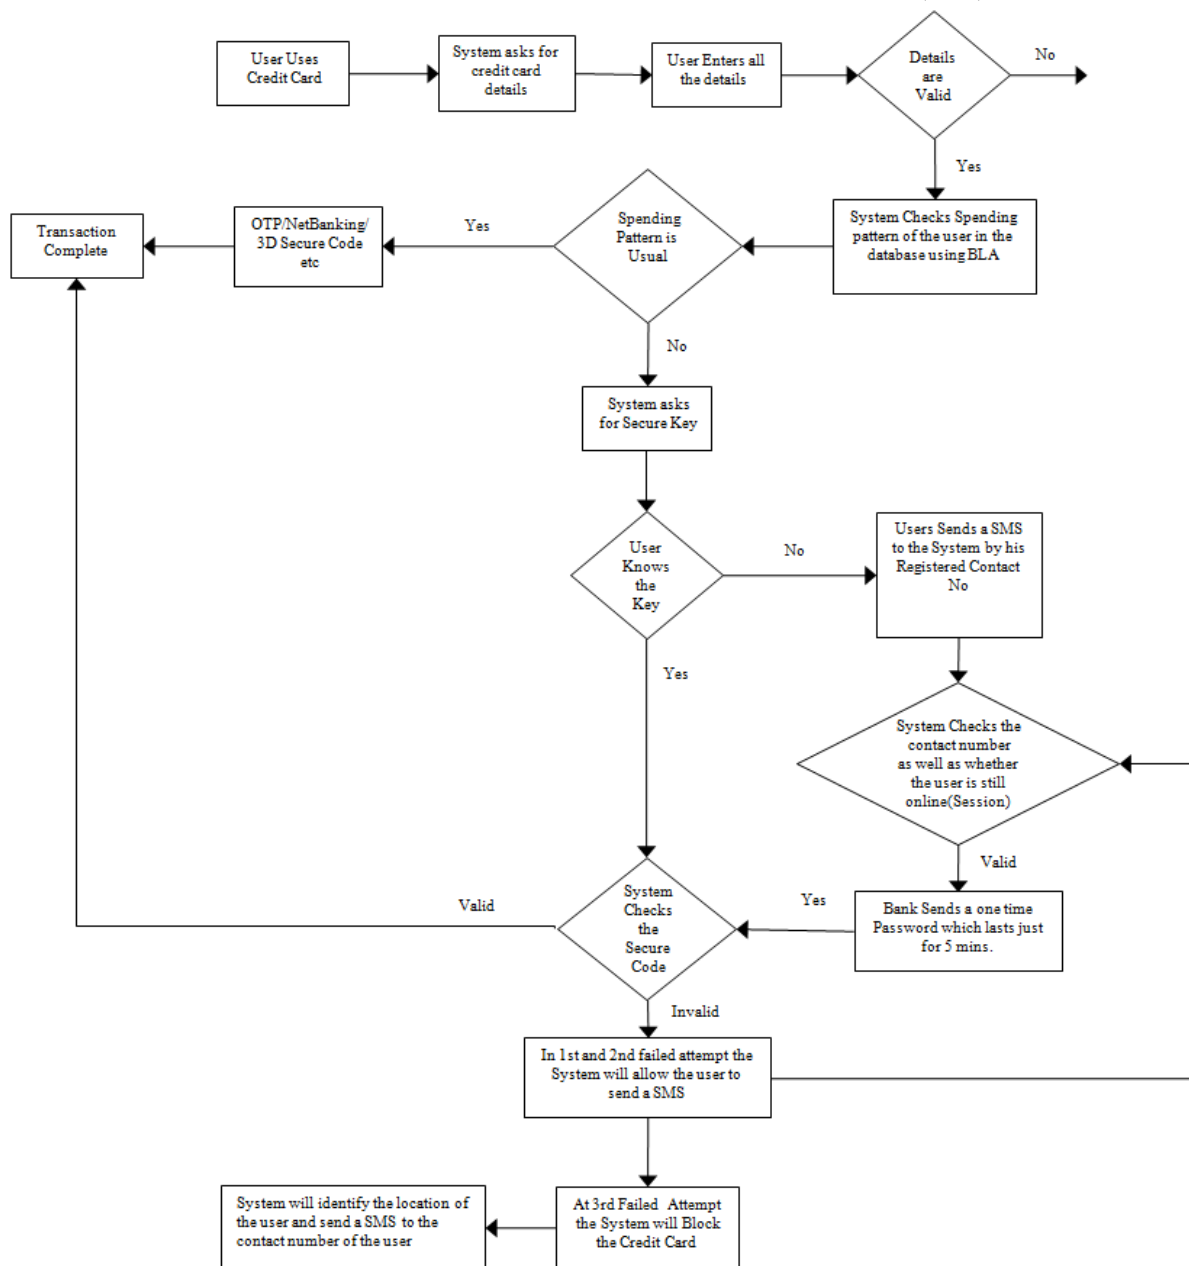 User Uses
Credit Card
System asks for
credit card
details
User Enters all
the details
Details
are
Valid
No
Yes
System Checks Spending
pattern of the user in the
database using BLA
Spending
Pattern is
Usual
Yes
OTP/NetBanking/
3D Secure Code
etc
Transaction
Complete
No
System asks
for Secure Key
User
Knows
the
Key
No
Users Sends a SMS
to the System by his
Registered Contact
No
Yes
System Checks the
contact number
as well as whether
the user is still
online(Session)
Valid
Bank Sends a one time
Password which lasts just
for 5 mins.
Yes
System
Checks
the
Secure
Code
Valid
Invalid
In 1st and 2nd failed attempt the
System will allow the user to
send a SMS
At 3rd Failed Attempt
the System will Block
the Credit Card
System will identify the location of
the user and send a SMS to the
contact number of the user